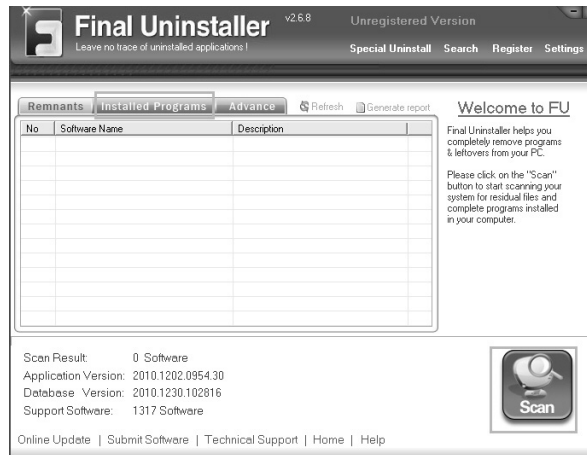 Final Uninstaller v2.6.8
Unregistered Version
Leave no trace of uninstalled applications !
Special Uninstall Search Register Settings
Remnants Installed Programs Advance Refresh Generate report
No Software Name Description
Welcome to FU
Final Uninstaller helps you
completely remove programs
& leftovers from your PC.
Please click on the "Scan"
button to start scanning your
system for residual files and
complete programs installed
in your computer.
Scan Result: 0 Software
Application Version: 2010.1202.0954.30
Database Version: 2010.1230.102816
Support Software: 1317 Software
Scan
Online Update | Submit Software | Technical Support | Home | Help